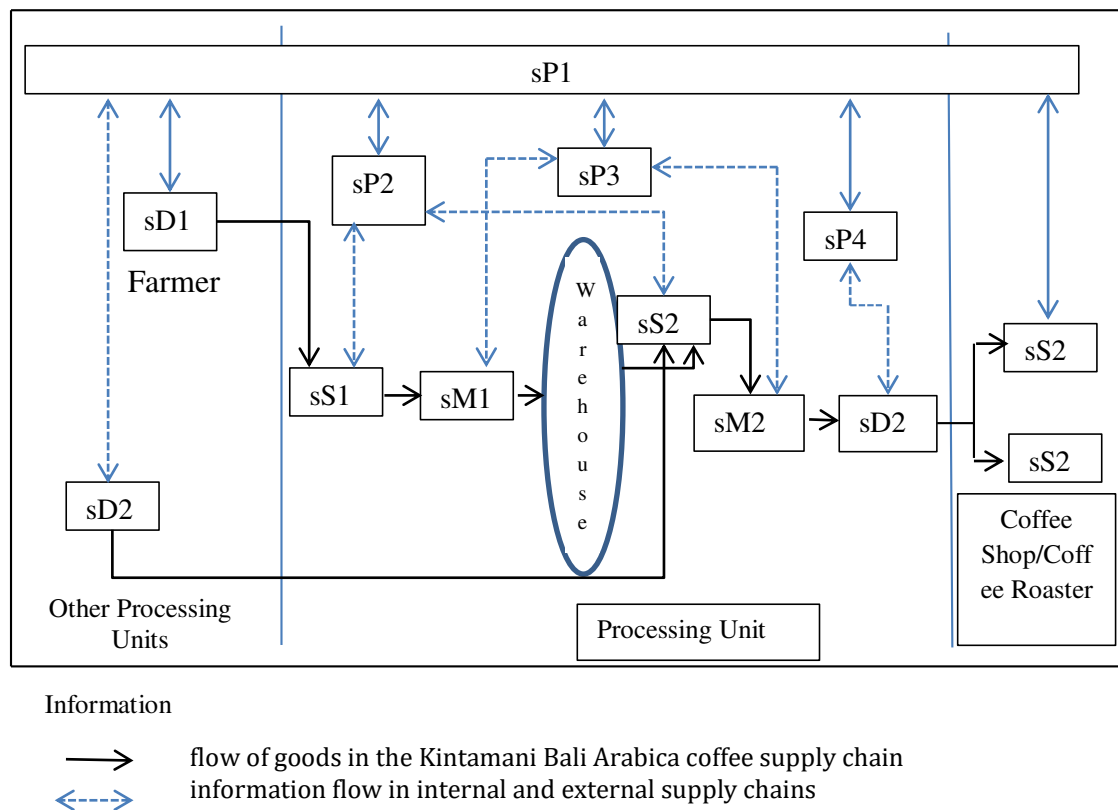 sP1
sP2
sP3
sD1
sP4
Farmer
Warehouse
sS2
sS2
sS1
sM1
sM2
sD2
sS2
sD2
Coffee
Shop/Coff
ee Roaster
Other Processing
Units
Processing Unit
Information
flow of goods in the Kintamani Bali Arabica coffee supply chain
information flow in internal and external supply chains